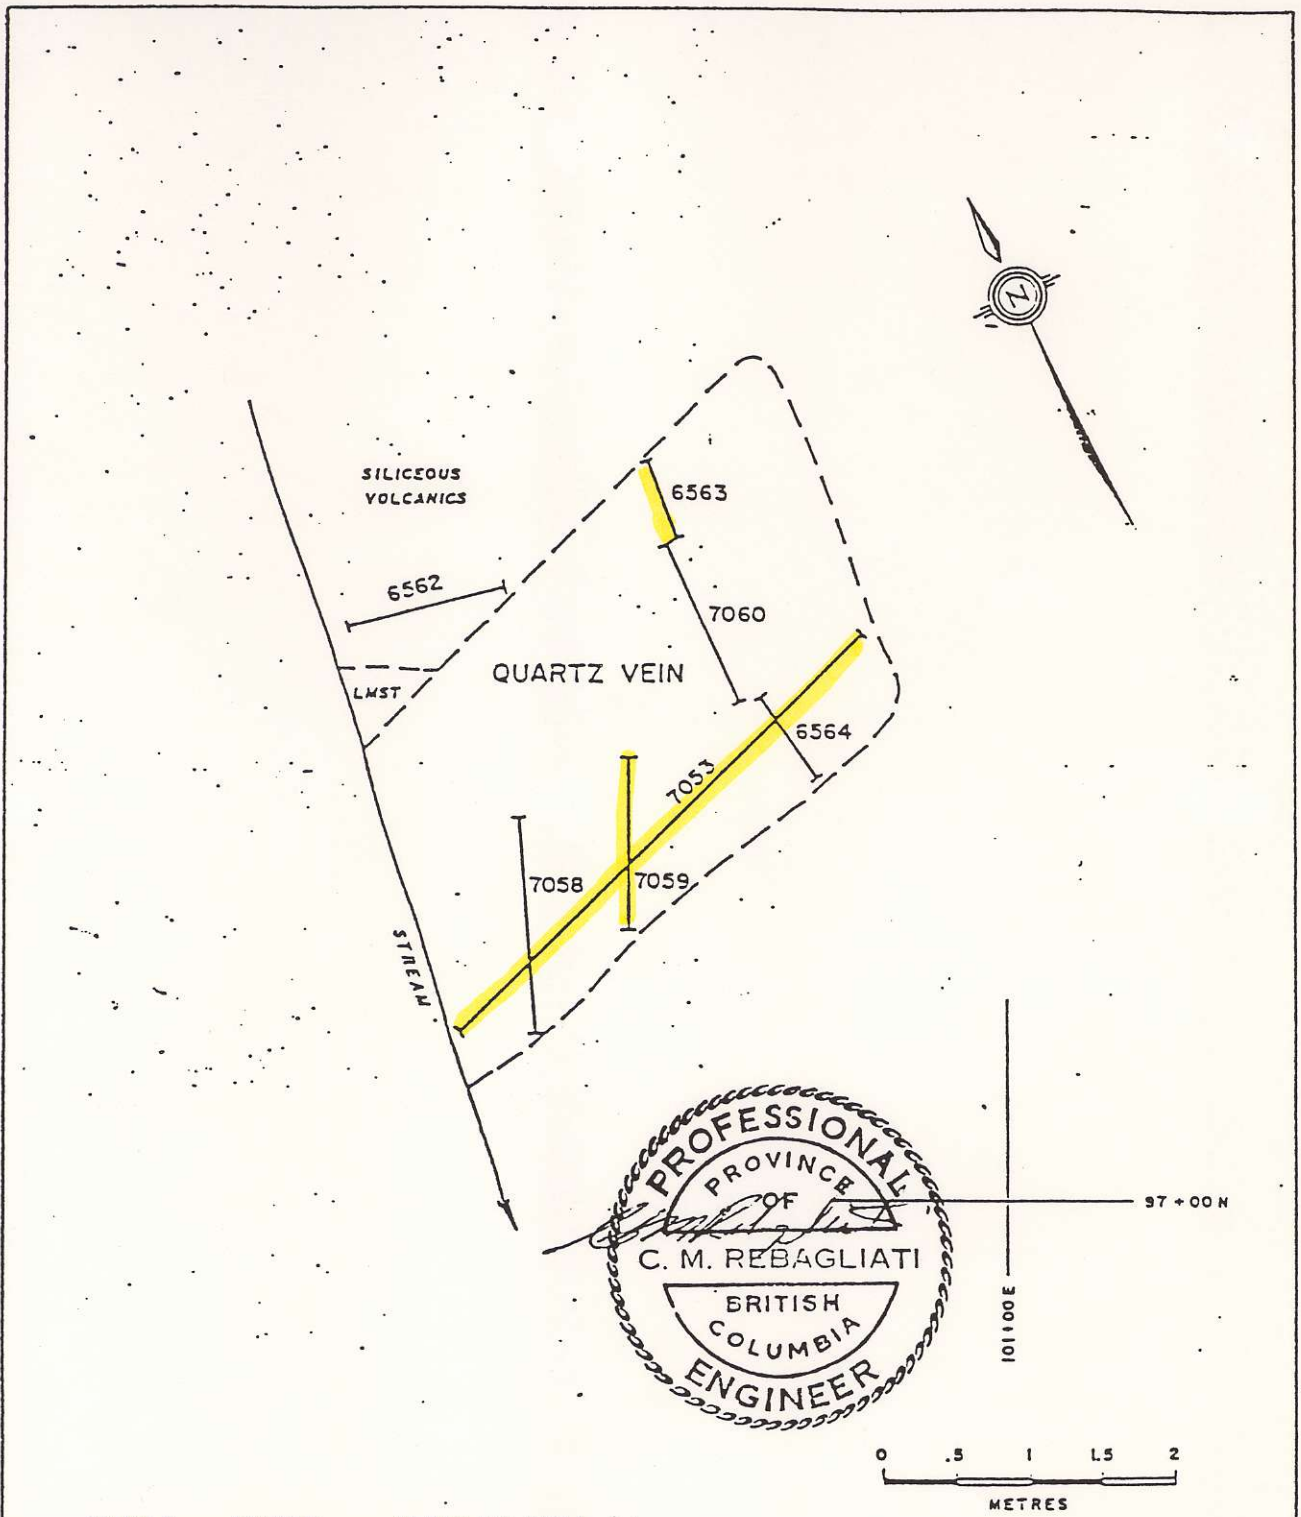 N
SILICEOUS
VOLCANICS
6563
6562
7060
QUARTZ VEIN
LMST
6564
7053
7058
7059
STREAM
PROFESSIONAL
PROVINCE
OF
97+00N
C. M. REBAGLIATI
BRITISH
COLUMBIA
ENGINEER
101+00E
0 .5 1 1.5 2
METRES